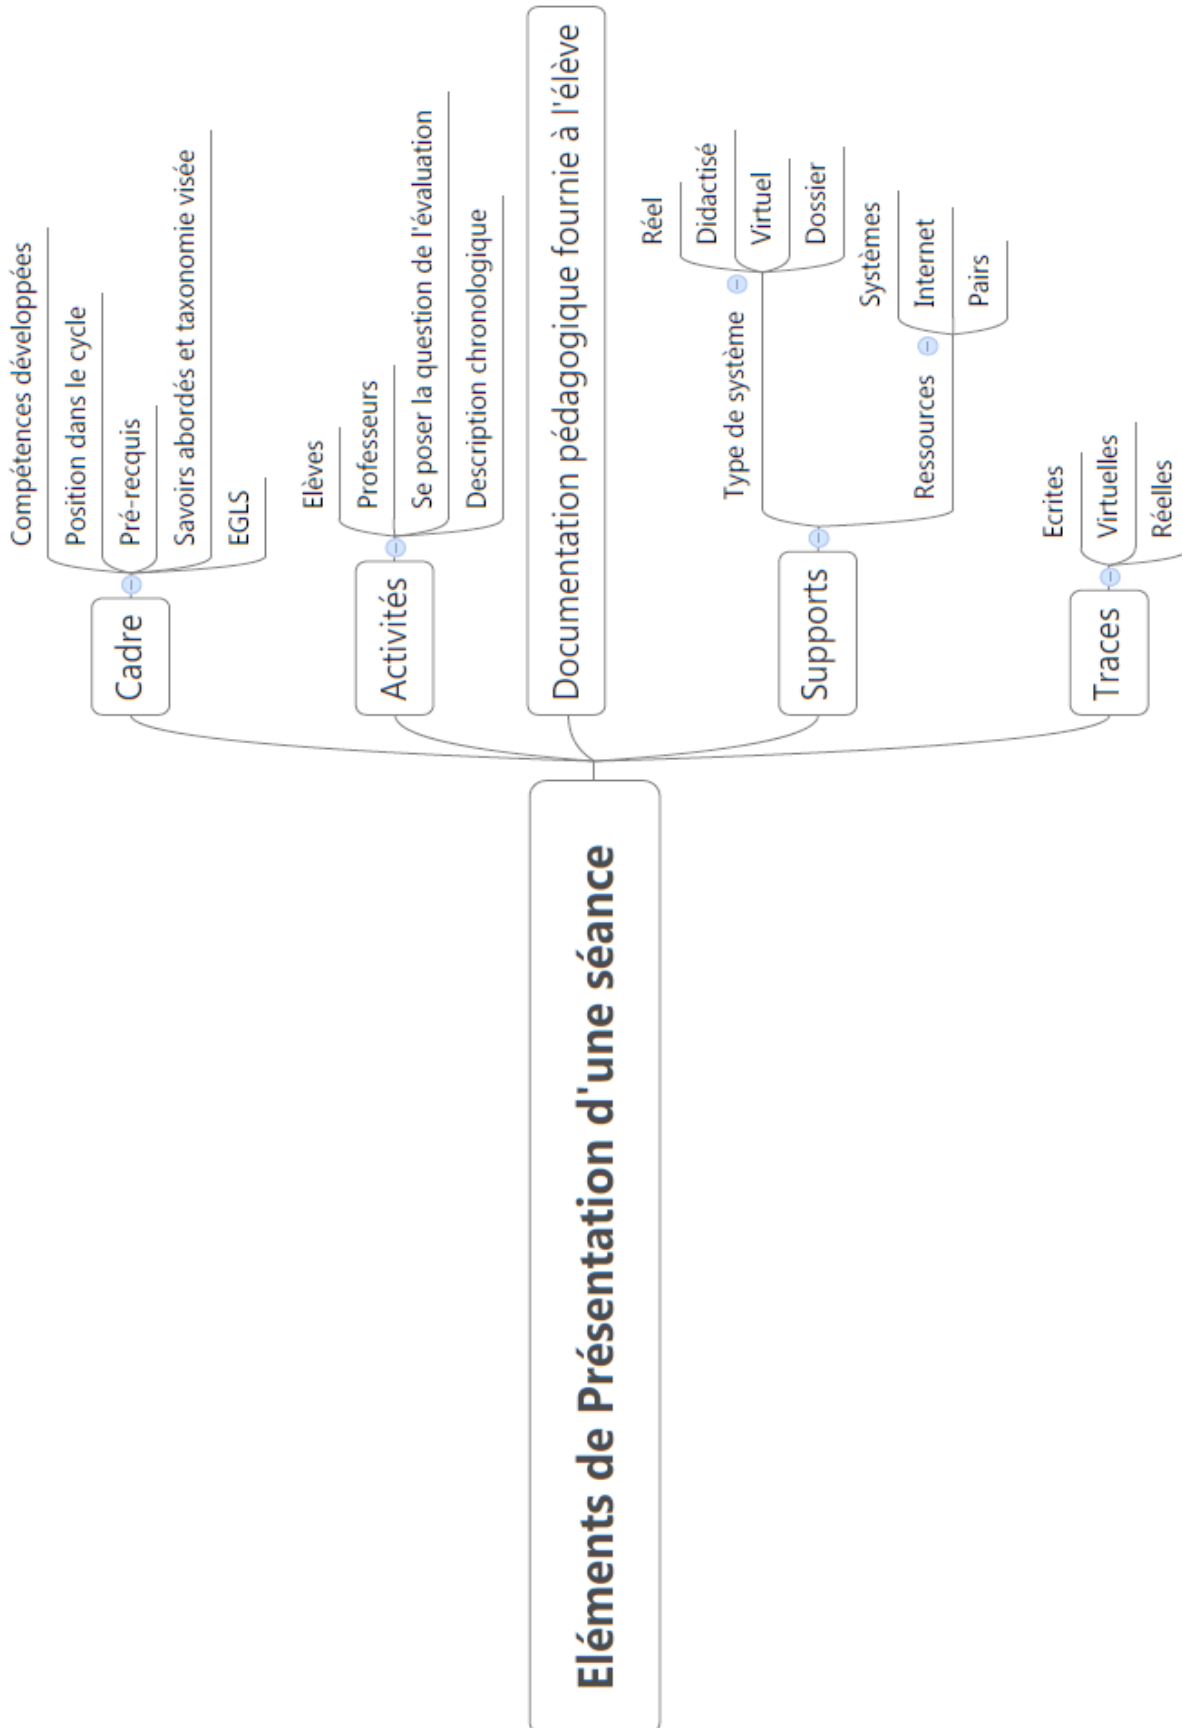 Eléments de Présentation d'une séance
Cadre
Compétences développées
Position dans le cycle
Pré-recquis
Savoirs abordés et taxonomie visée
EGLS
Activités
Elèves
Professeurs
Se poser la question de l'évaluation
Description chronologique
Documentation pédagogique fournie à l'élève
Supports
Type de système
Réel
Didactisé
Virtuel
Dossier
Ressources
Systèmes
Internet
Pairs
Traces
Ecrites
Virtuelles
Réelles